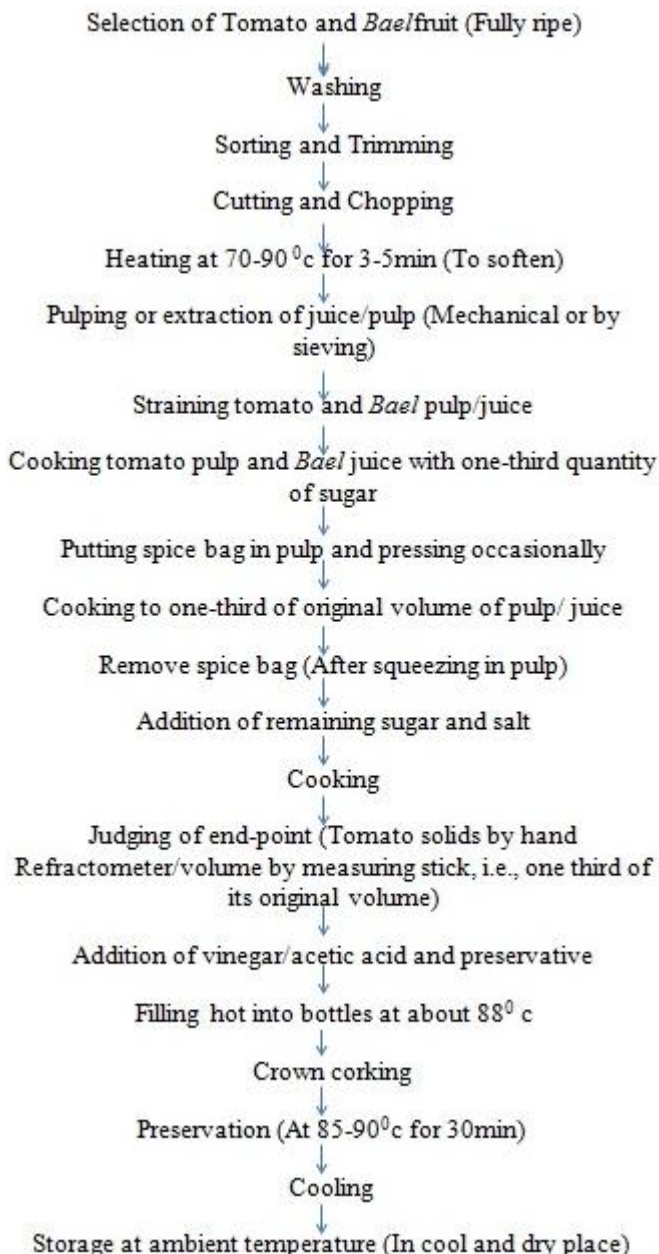 Selection of Tomato and Baelfruit (Fully ripe)
Washing
Sorting and Trimming
Cutting and Chopping
Heating at 70-90 ⁰c for 3-5min (To soften)
Pulping or extraction of juice/pulp (Mechanical or by
sieving)
Straining tomato and Bael pulp/juice
Cooking tomato pulp and Bael juice with one-third quantity
of sugar
Putting spice bag in pulp and pressing occasionally
Cooking to one-third of original volume of pulp/ juice
Remove spice bag (After squeezing in pulp)
Addition of remaining sugar and salt
Cooking
Judging of end-point (Tomato solids by hand
Refractometer/volume by measuring stick, i.e., one third of
its original volume)
Addition of vinegar/acetic acid and preservative
Filling hot into bottles at about 88⁰ c
Crown corking
Preservation (At 85-90⁰c for 30min)
Cooling
Storage at ambient temperature (In cool and dry place)